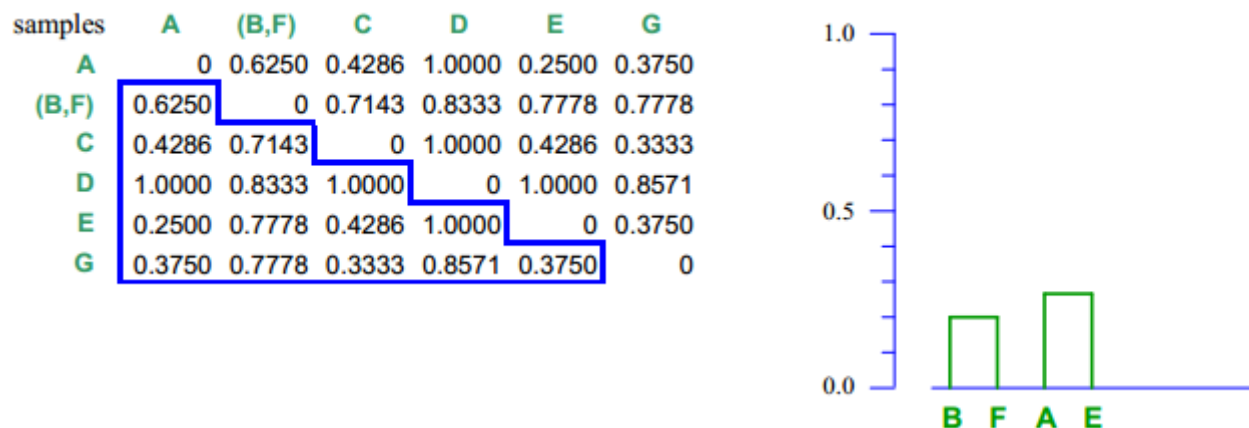 samples A (B,F) C D E G
A 0 0.6250 0.4286 1.0000 0.2500 0.3750
(B,F) 0.6250 0 0.7143 0.8333 0.7778 0.7778
C 0.4286 0.7143 0 1.0000 0.4286 0.3333
D 1.0000 0.8333 1.0000 0 1.0000 0.8571
E 0.2500 0.7778 0.4286 1.0000 0 0.3750
G 0.3750 0.7778 0.3333 0.8571 0.3750 0
1.0
0.5
0.0
B F A E